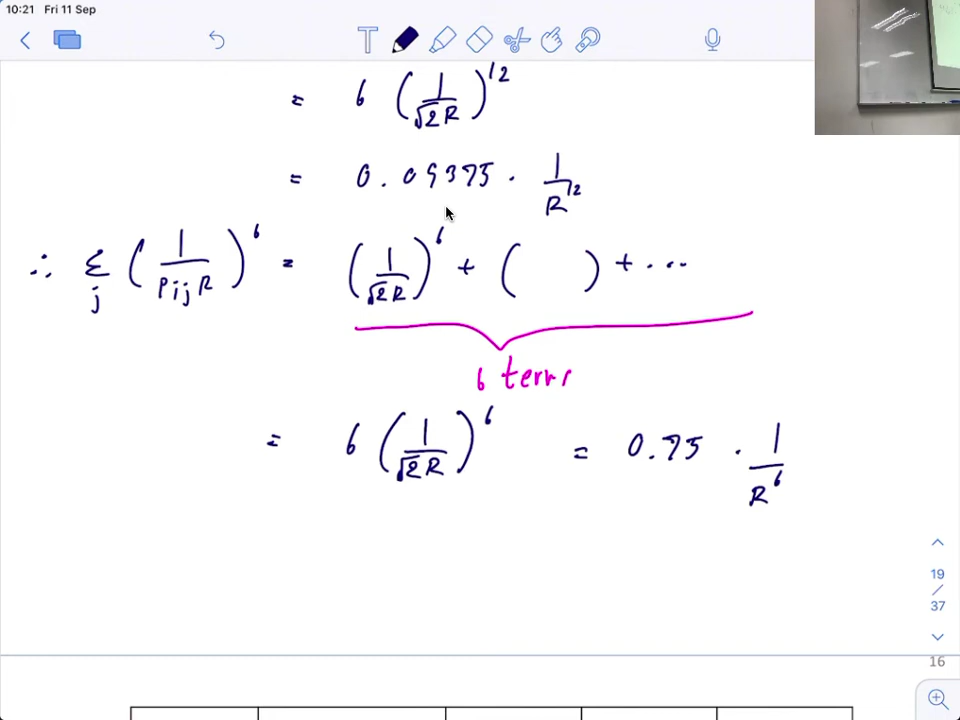 10:21 Fri 11 Sep
= 6 (1/√2R)^12
= 0.09375 · 1/R^12
∴ Σ_j (1/P_ij R)^6 = (1/√2R)^6 + ( ) + ...
6 terms
= 6 (1/√2R)^6 = 0.75 · 1/R^6
19
/
37
16